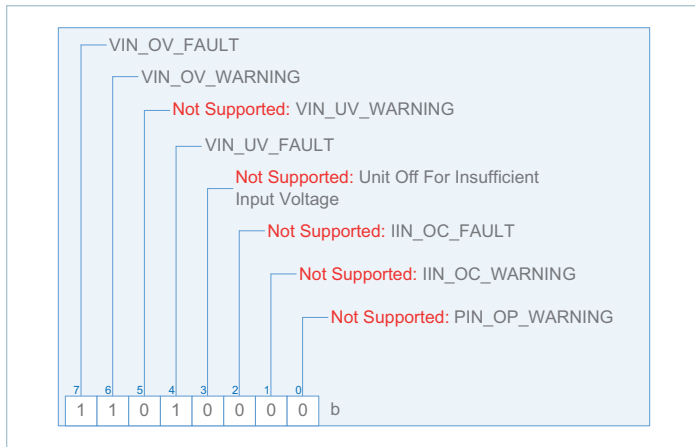 VIN_OV_FAULT
VIN_OV_WARNING
Not Supported: VIN_UV_WARNING
VIN_UV_FAULT
Not Supported: Unit Off For Insufficient
Input Voltage
Not Supported: IIN_OC_FAULT
Not Supported: IIN_OC_WARNING
Not Supported: PIN_OP_WARNING
7 6 5 4 3 2 1 0
1 1 0 1 0 0 0 0 b